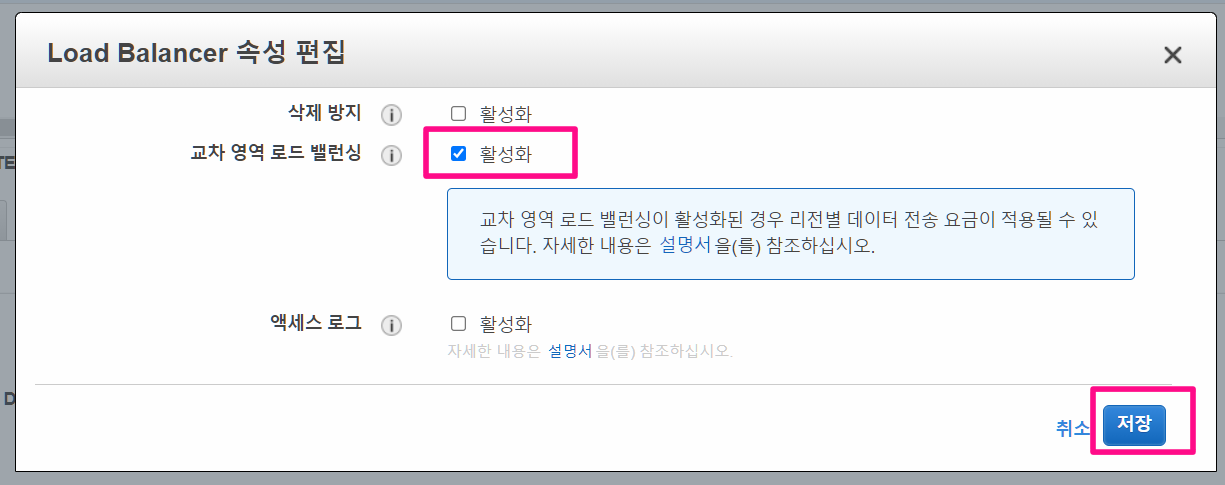 Load Balancer 속성 편집
삭제 방지 활성화
교차 영역 로드 밸런싱 활성화
교차 영역 로드 밸런싱이 활성화된 경우 리전별 데이터 전송 요금이 적용될 수 있
습니다. 자세한 내용은 설명서을(를) 참조하십시오.
액세스 로그 활성화
자세한 내용은 설명서을(를) 참조하십시오.
취소 저장
TE
D